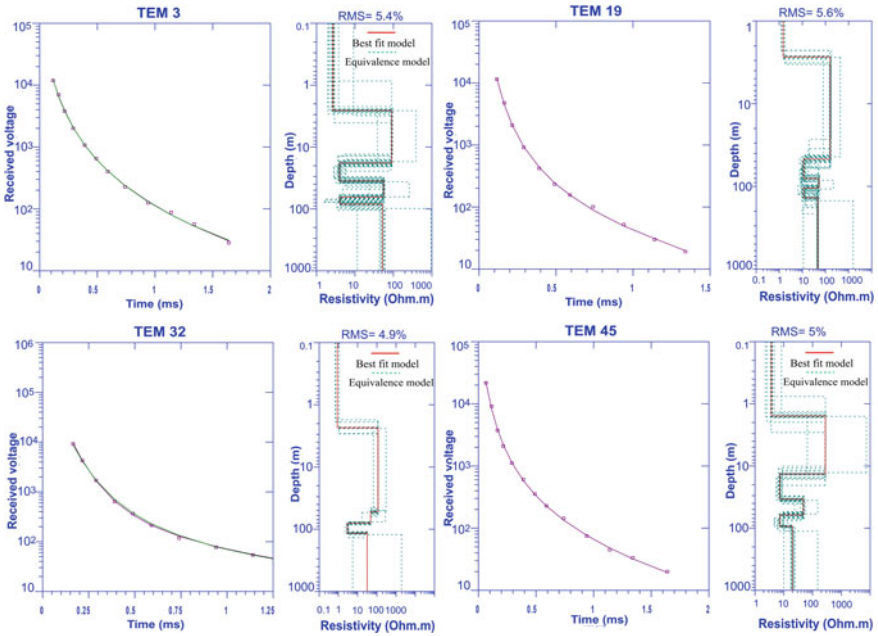 TEM 3
RMS= 5.4%
Received voltage
10⁵
10⁴
10³
10²
10
0 0.5 1 1.5 2
Time (ms)
Depth (m)
0.1
1
10
100
1000
Best fit model
Equivalence model
0.1 1 10 100 1000
Resistivity (Ohm.m)
TEM 19
RMS= 5.6%
Received voltage
10⁵
10⁴
10³
10²
10
0 0.5 1 1.5
Time (ms)
Depth (m)
1
10
100
1000
0.1 1 10 100 1000
Resistivity (Ohm.m)
TEM 32
RMS= 4.9%
Received voltage
10⁶
10⁵
10⁴
10³
10²
10
0.25 0.5 0.75 1 1.25
Time (ms)
Depth (m)
0.1
1
10
100
1000
Best fit model
Equivalence model
0.1 1 10 100 1000
Resistivity (Ohm.m)
TEM 45
RMS= 5%
Received voltage
10⁵
10⁴
10³
10²
10
0 0.5 1 1.5 2
Time (ms)
Depth (m)
0.1
1
10
100
1000
Best fit model
Equivalence model
1 10 100 1000
Resistivity (Ohm.m)